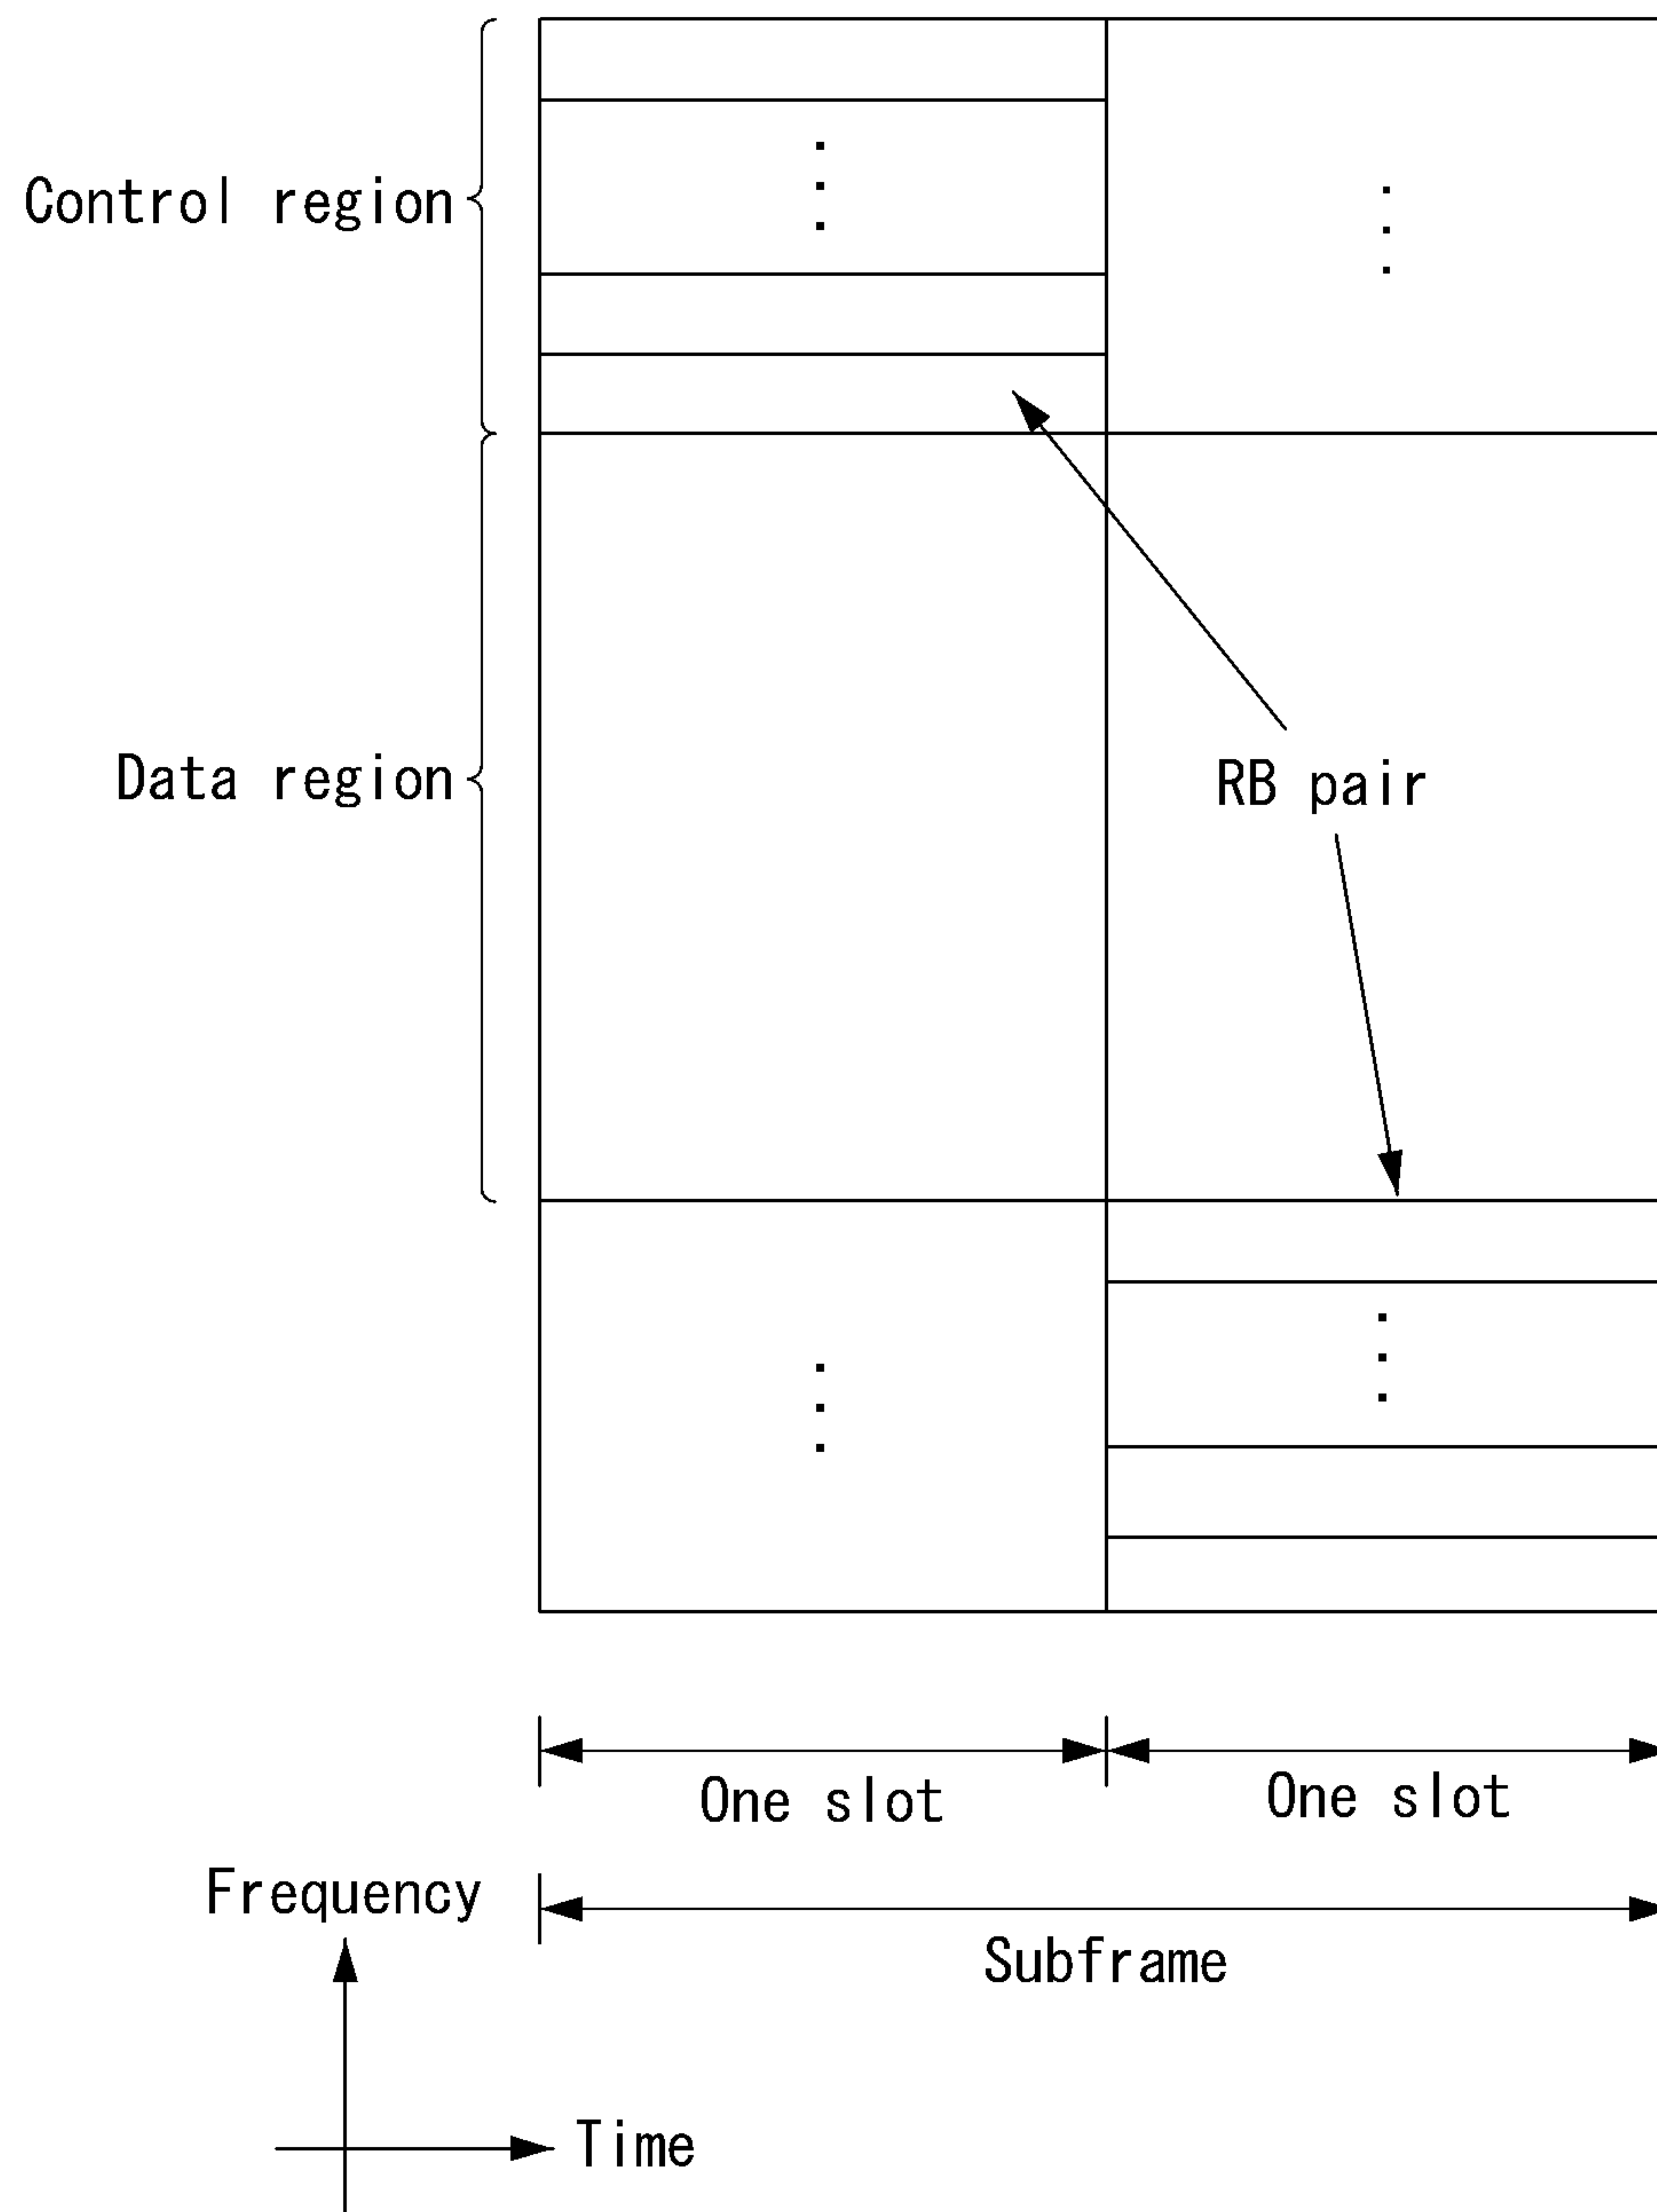 Control region
Data region
RB pair
One slot
One slot
Frequency
Subframe
Time